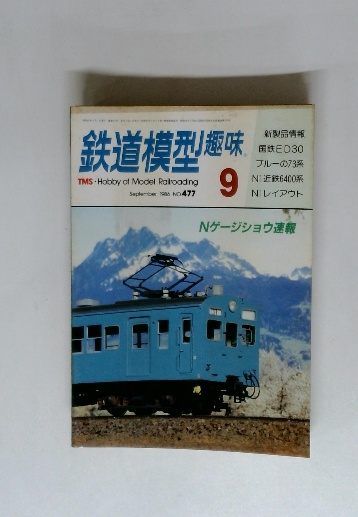 鉄道模型趣味
TMS・Hobby of Model Railroading
September 1986 NO.477
9
新製品情報
国鉄ED30
ブルーの73系
N:近鉄6400系
N:レイアウト
Nゲージショウ速報